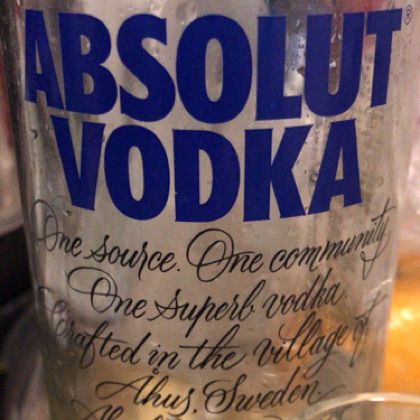 ABSOLUT®
VODKA
One source. One community.
One superb vodka.
Crafted in the village of
Åhus, Sweden